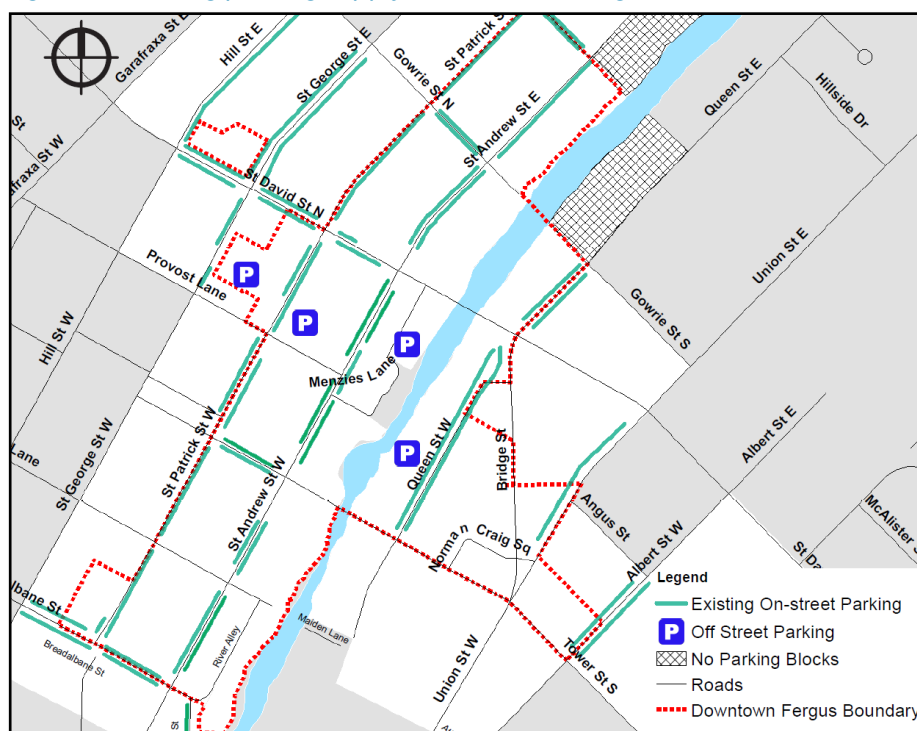 Garafraxa St E
Hill St E
St George St E
Gowrie St N
St Patrick S
Queen St E
Hillside Dr
St
afraxa St W
St Andrew St E
St David St N
Union St E
Provost Lane
P
Gowrie St S
Hill St W
P
P
Menzies Lane
Lane
St George St W
St Patrick St W
St Andrew St W
P
Queen St W
Bridge St
Albert St E
Angus St
McAlister S
Norman Craig Sq
Albert St W
St Da
lbane St
Breadalbane St
River Alley
Maiden Lane
Union St W
Tower St S
St
Legend
Existing On-street Parking
P Off Street Parking
No Parking Blocks
Roads
Downtown Fergus Boundary